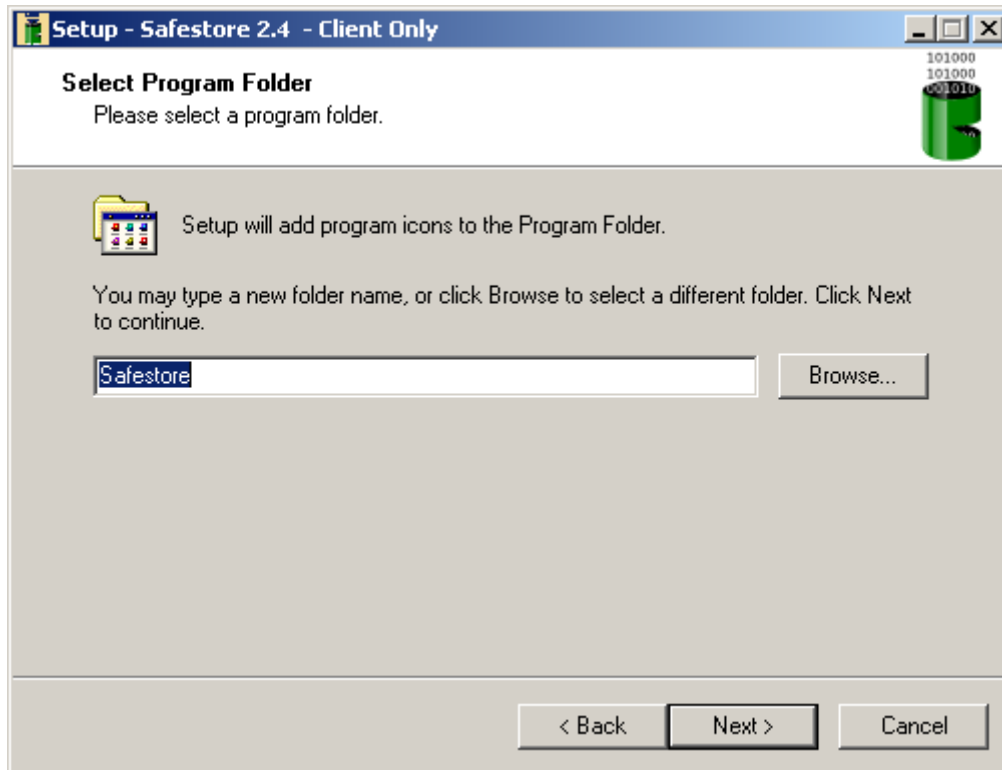 Setup - Safestore 2.4 - Client Only
101000
101000
001010
Select Program Folder
Please select a program folder.
Setup will add program icons to the Program Folder.
You may type a new folder name, or click Browse to select a different folder. Click Next
to continue.
Safestore
Browse...
< Back
Next >
Cancel